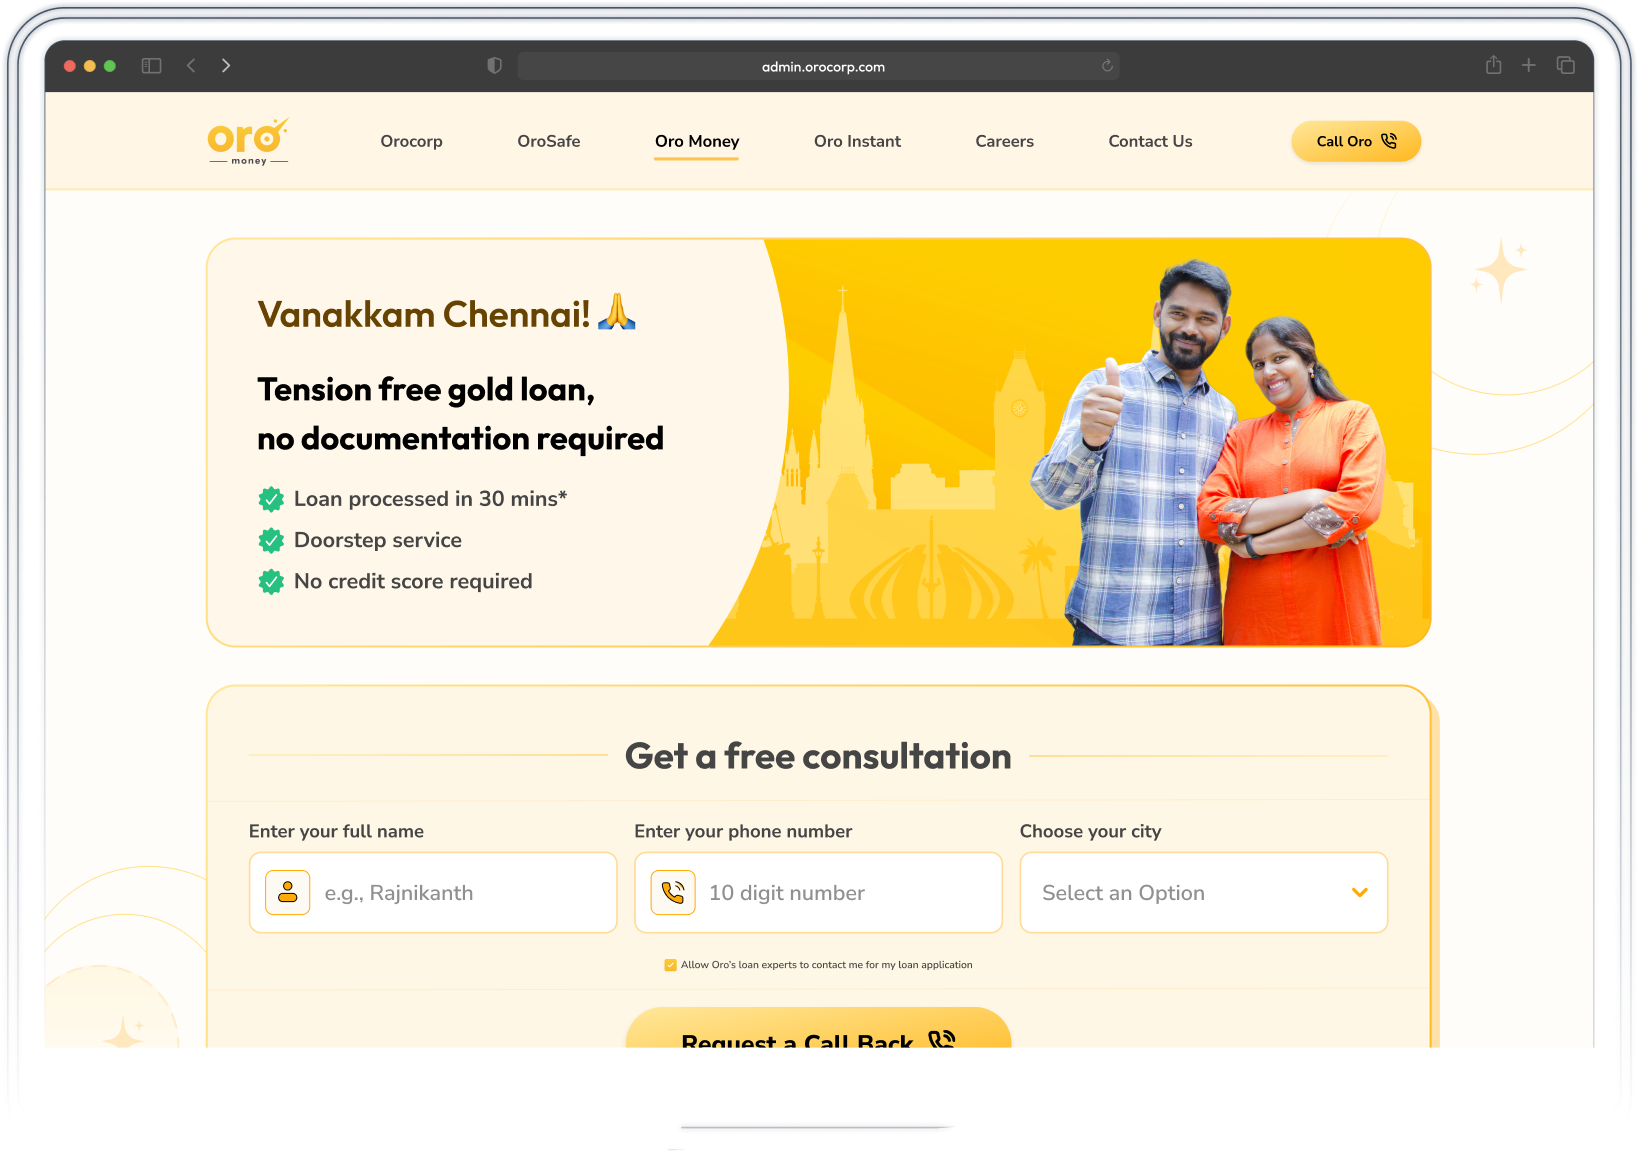 admin.orocorp.com
oro
money
Orocorp
OroSafe
Oro Money
Oro Instant
Careers
Contact Us
Call Oro
Vanakkam Chennai! 🙏
Tension free gold loan,
no documentation required
Loan processed in 30 mins*
Doorstep service
No credit score required
Get a free consultation
Enter your full name
e.g., Rajnikanth
Enter your phone number
10 digit number
Choose your city
Select an Option
Allow Oro's loan experts to contact me for my loan application
Request a Call Back